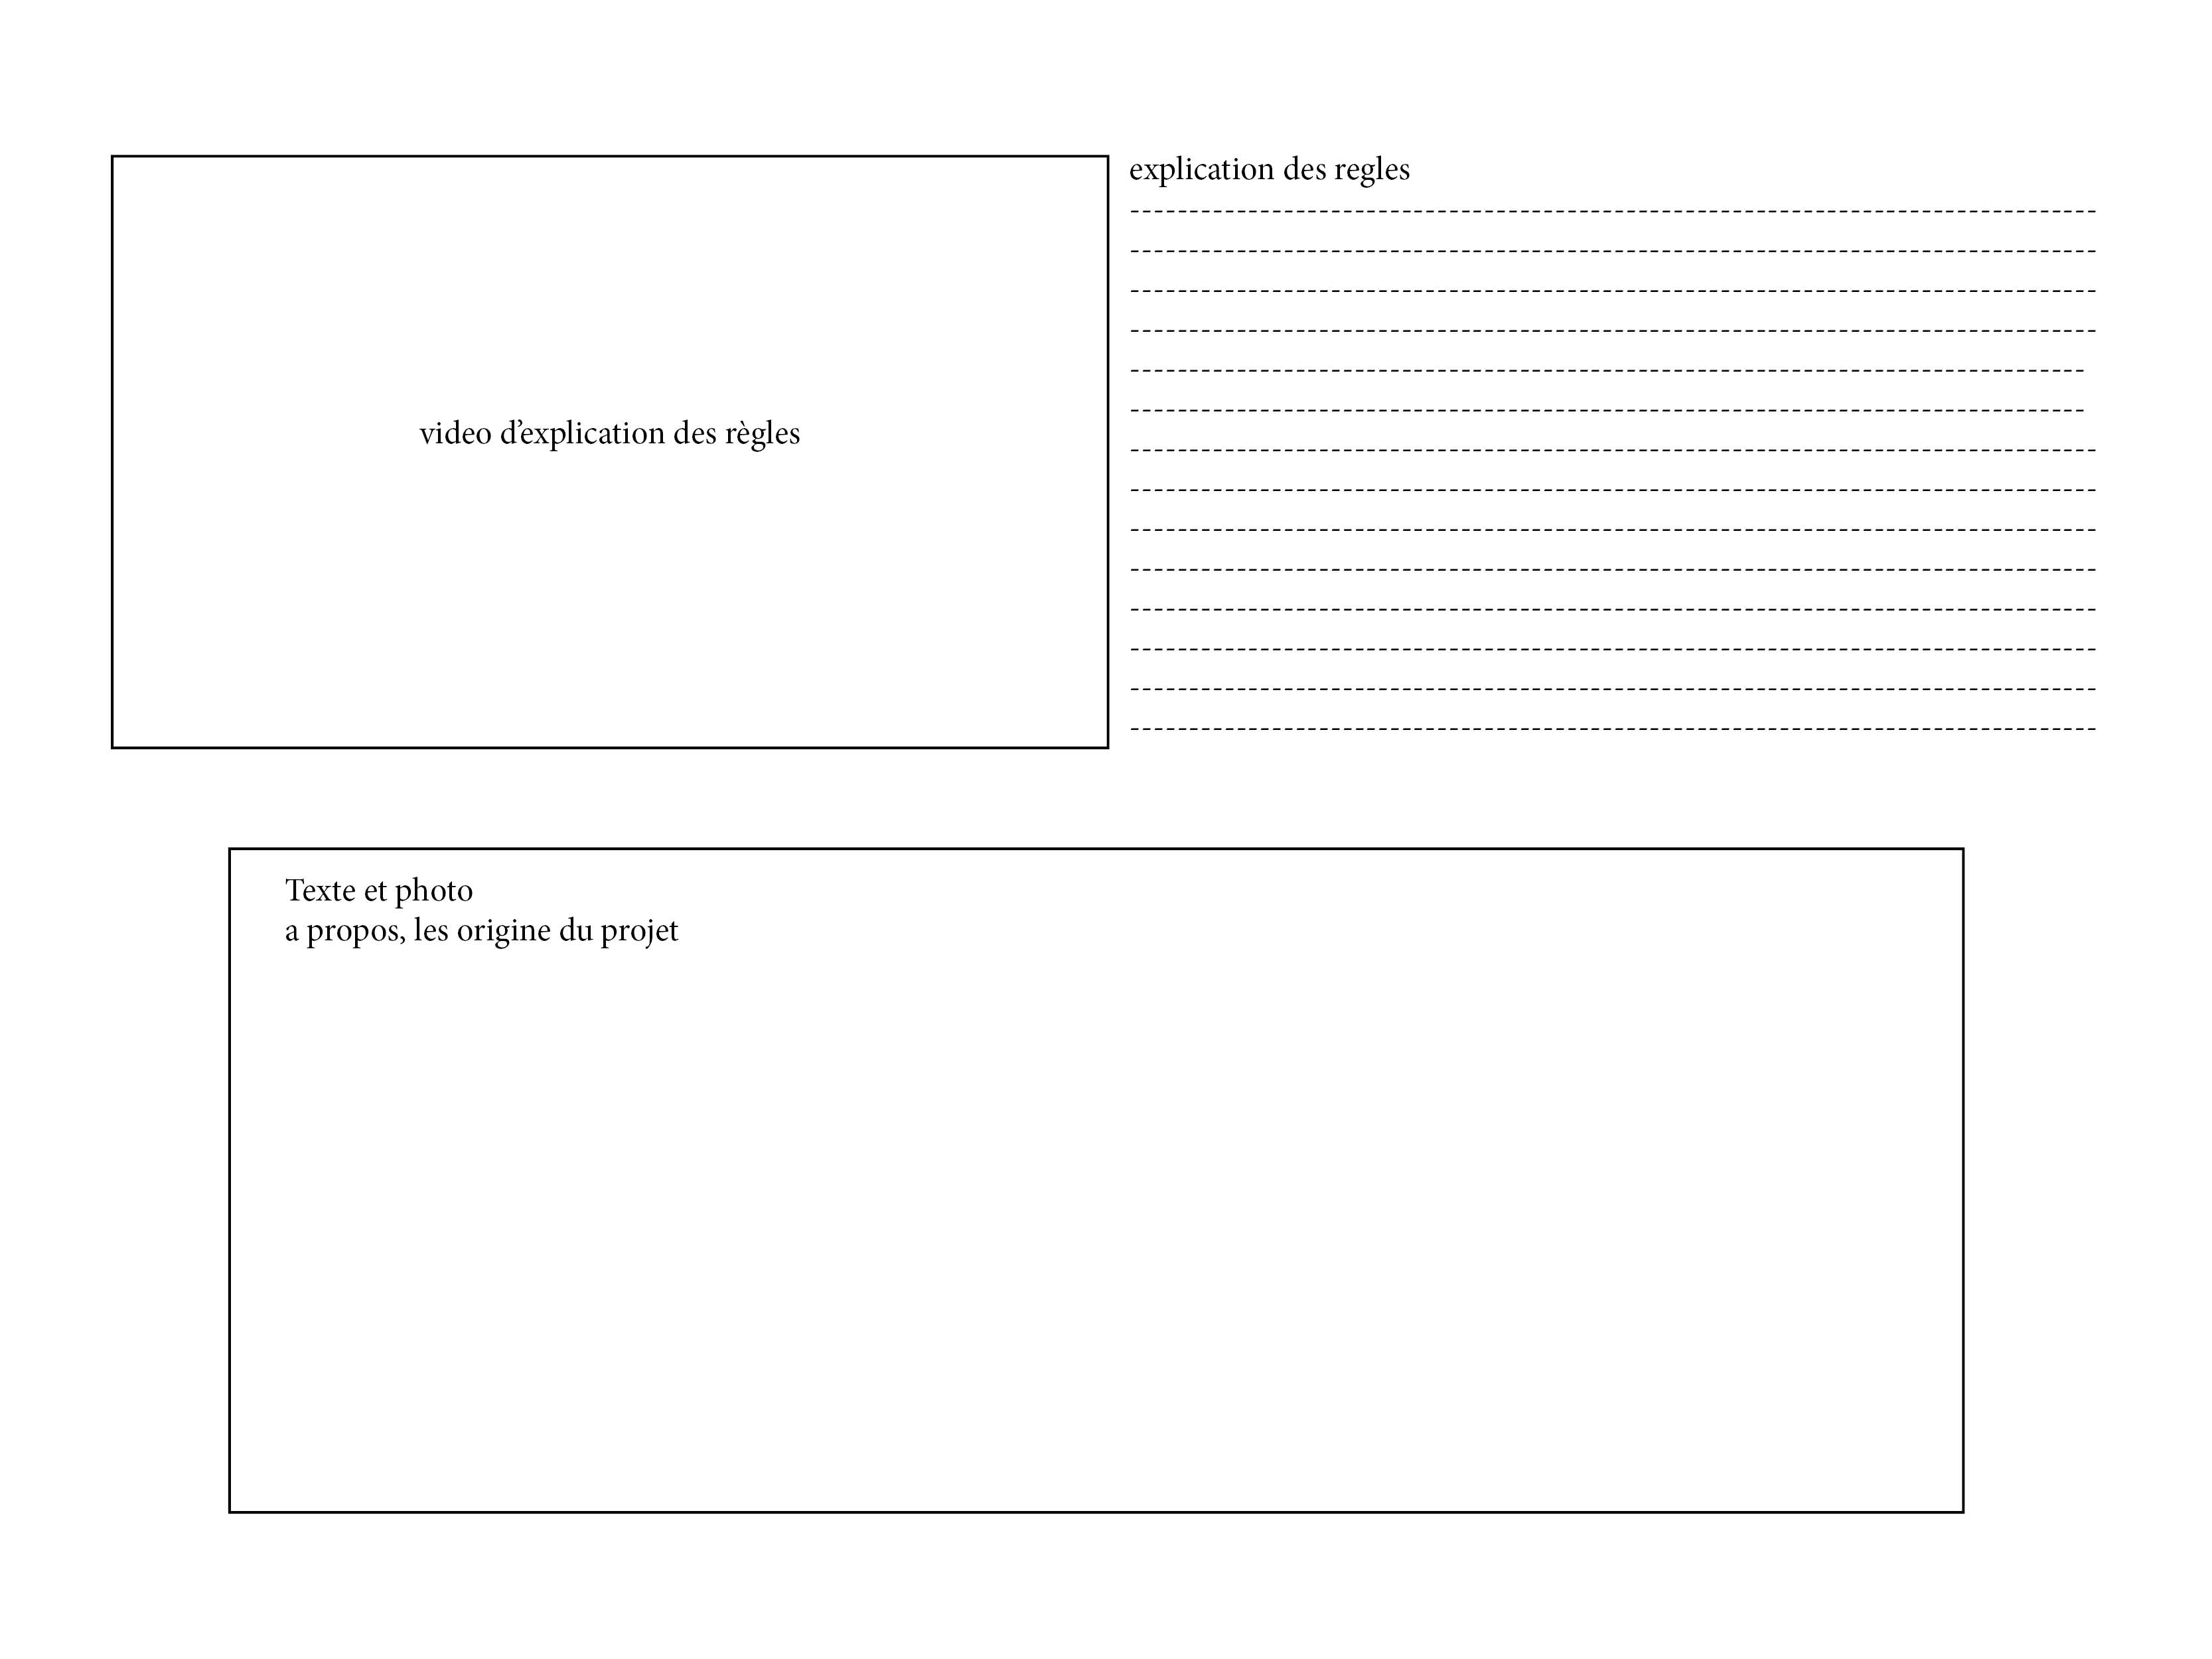 video d’explication des règles
explication des regles
Texte et photo
a propos, les origine du projet